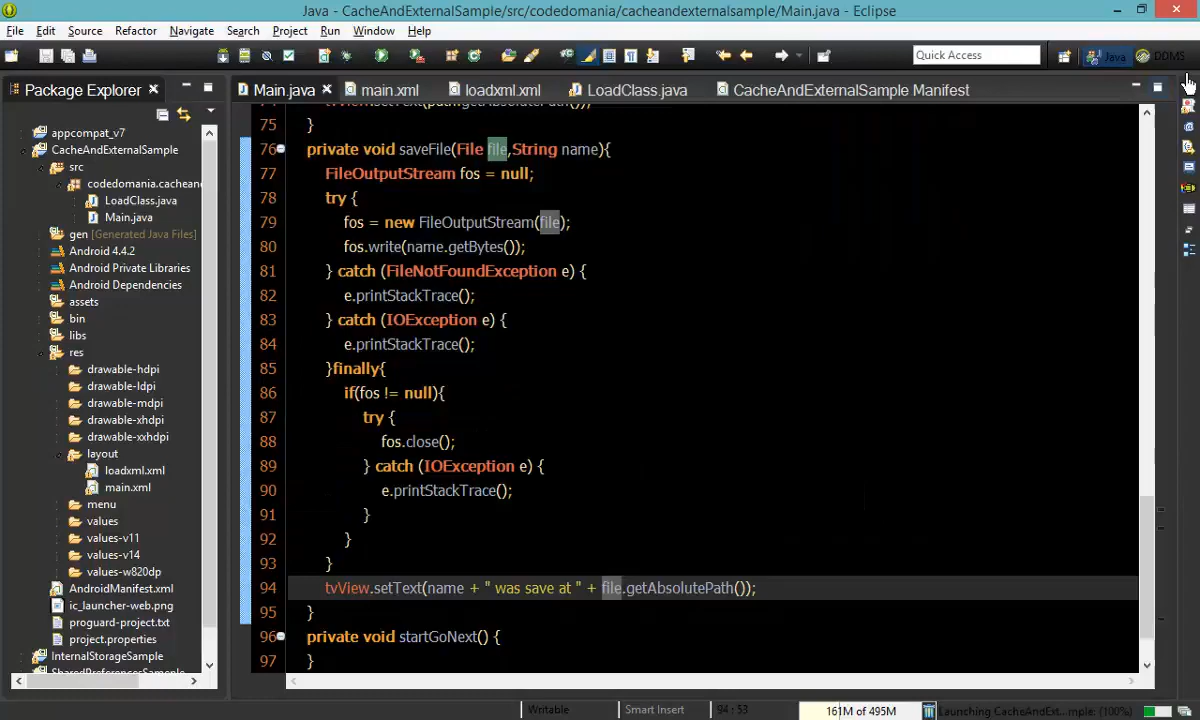 Java - CacheAndExternalSample/src/codedomania/cacheandexternalsample/Main.java - Eclipse
File Edit Source Refactor Navigate Search Project Run Window Help
Quick Access
Java
DDMS
Package Explorer
Main.java
main.xml
loadxml.xml
LoadClass.java
CacheAndExternalSample Manifest
appcompat_v7
CacheAndExternalSample
src
codedomania.cachean
LoadClass.java
Main.java
gen [Generated Java Files]
Android 4.4.2
Android Private Libraries
Android Dependencies
assets
bin
libs
res
drawable-hdpi
drawable-ldpi
drawable-mdpi
drawable-xhdpi
drawable-xxhdpi
layout
loadxml.xml
main.xml
menu
values
values-v11
values-v14
values-w820dp
AndroidManifest.xml
ic_launcher-web.png
proguard-project.txt
project.properties
InternalStorageSample
75 }
76 private void saveFile(File file,String name){
77 FileOutputStream fos = null;
78 try {
79 fos = new FileOutputStream(file);
80 fos.write(name.getBytes());
81 } catch (FileNotFoundException e) {
82 e.printStackTrace();
83 } catch (IOException e) {
84 e.printStackTrace();
85 }finally{
86 if(fos != null){
87 try {
88 fos.close();
89 } catch (IOException e) {
90 e.printStackTrace();
91 }
92 }
93 }
94 tvView.setText(name + " was save at " + file.getAbsolutePath());
95 }
96 private void startGoNext() {
97 }
Writable
Smart Insert
94 : 53
161M of 495M
Launching CacheAndExt...mple: (100%)